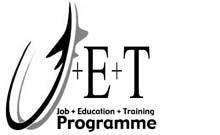 J+E+T
Job + Education + Training
Programme